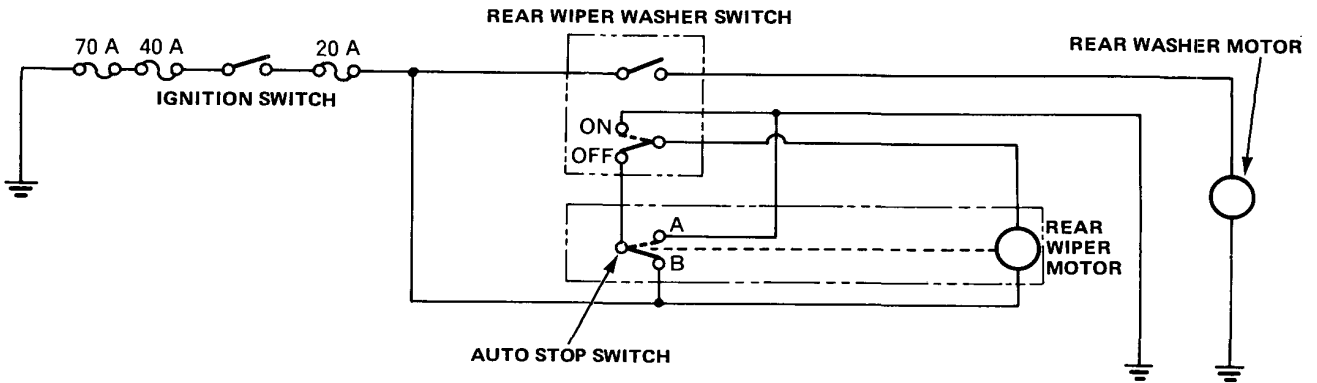 REAR WIPER WASHER SWITCH
70 A 40 A 20 A
REAR WASHER MOTOR
IGNITION SWITCH
ON
OFF
A
B
REAR
WIPER
MOTOR
AUTO STOP SWITCH